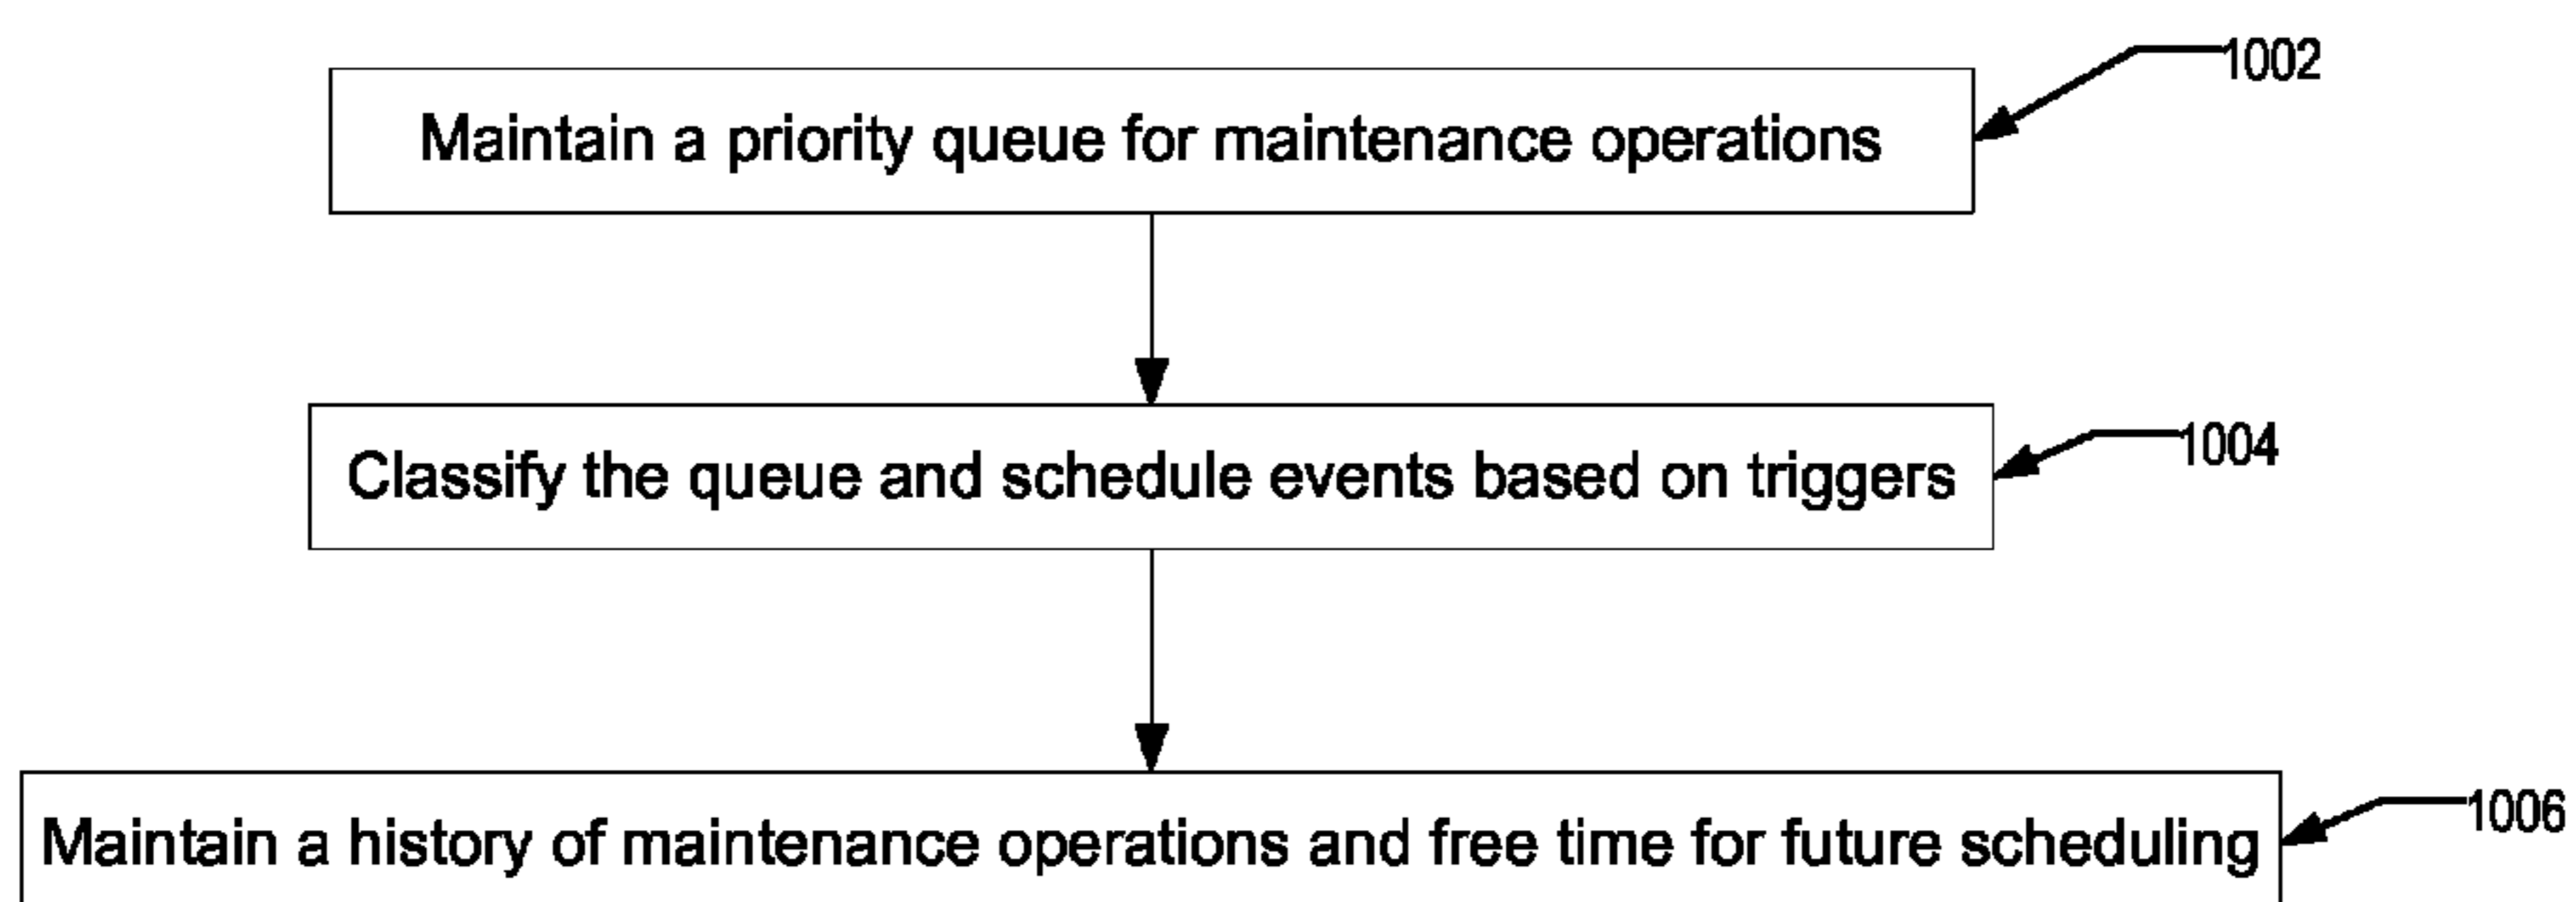 1002
Maintain a priority queue for maintenance operations
1004
Classify the queue and schedule events based on triggers
1006
Maintain a history of maintenance operations and free time for future scheduling